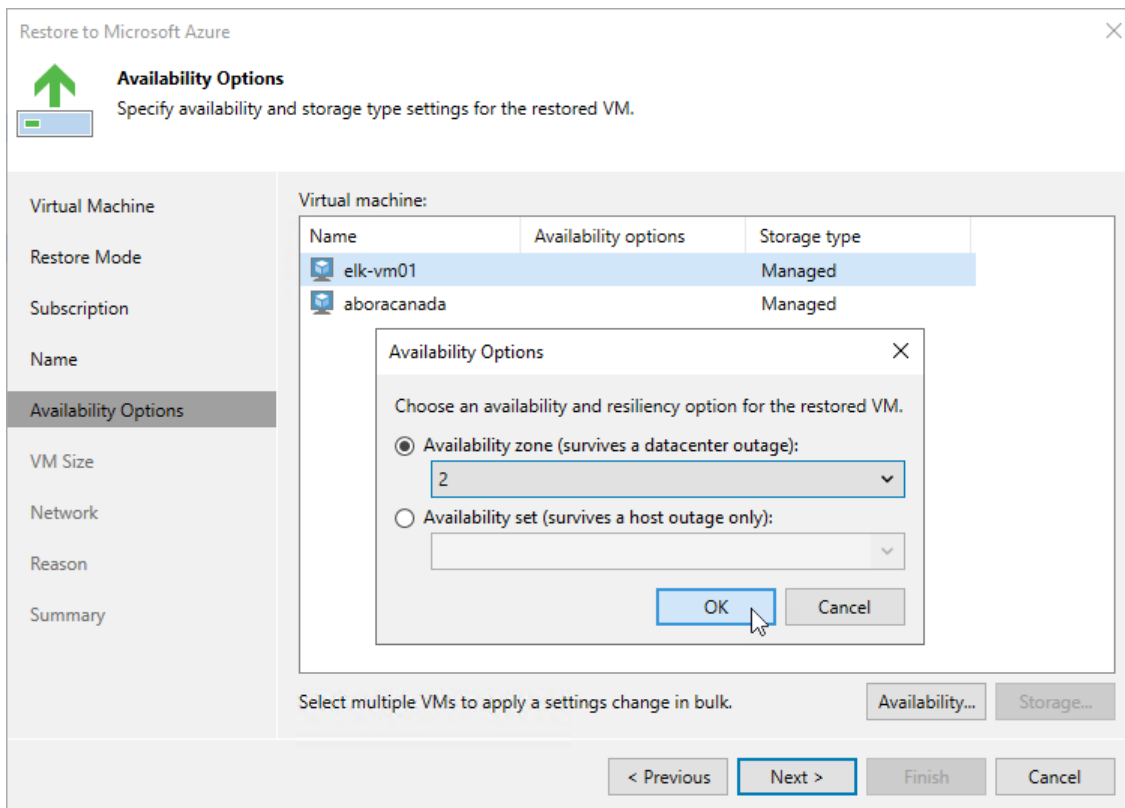 Restore to Microsoft Azure
Availability Options
Specify availability and storage type settings for the restored VM.
Virtual Machine
Restore Mode
Subscription
Name
Availability Options
VM Size
Network
Reason
Summary
Virtual machine:
Name Availability options Storage type
elk-vm01 Managed
aboracanada Managed
Availability Options
Choose an availability and resiliency option for the restored VM.
Availability zone (survives a datacenter outage):
2
Availability set (survives a host outage only):
OK Cancel
Select multiple VMs to apply a settings change in bulk. Availability... Storage...
< Previous Next > Finish Cancel